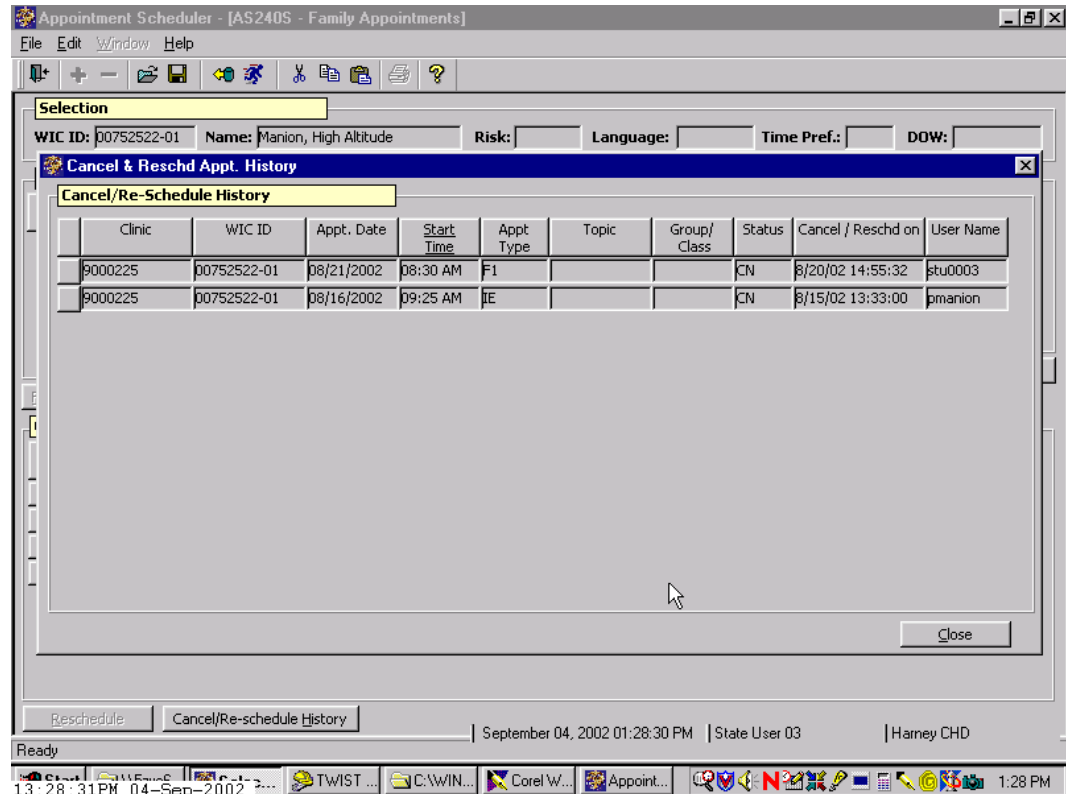 Appointment Scheduler - [AS240S - Family Appointments]
File Edit Window Help
Selection
WIC ID: 00752522-01 Name: Manion, High Altitude Risk: Language: Time Pref.: DOW:
Cancel & Reschd Appt. History
Cancel/Re-Schedule History
Clinic WIC ID Appt. Date Start Time Appt Type Topic Group/ Class Status Cancel / Reschd on User Name
9000225 00752522-01 08/21/2002 08:30 AM F1 CN 8/20/02 14:55:32 stu0003
9000225 00752522-01 08/16/2002 09:25 AM IE CN 8/15/02 13:33:00 pmanion
Close
Reschedule Cancel/Re-schedule History
September 04, 2002 01:28:30 PM State User 03 Harney CHD
Ready
Start TWIST ... C:\WIN... Corel W... Appoint... 1:28 PM
13:28:31PM 04-Sep-2002